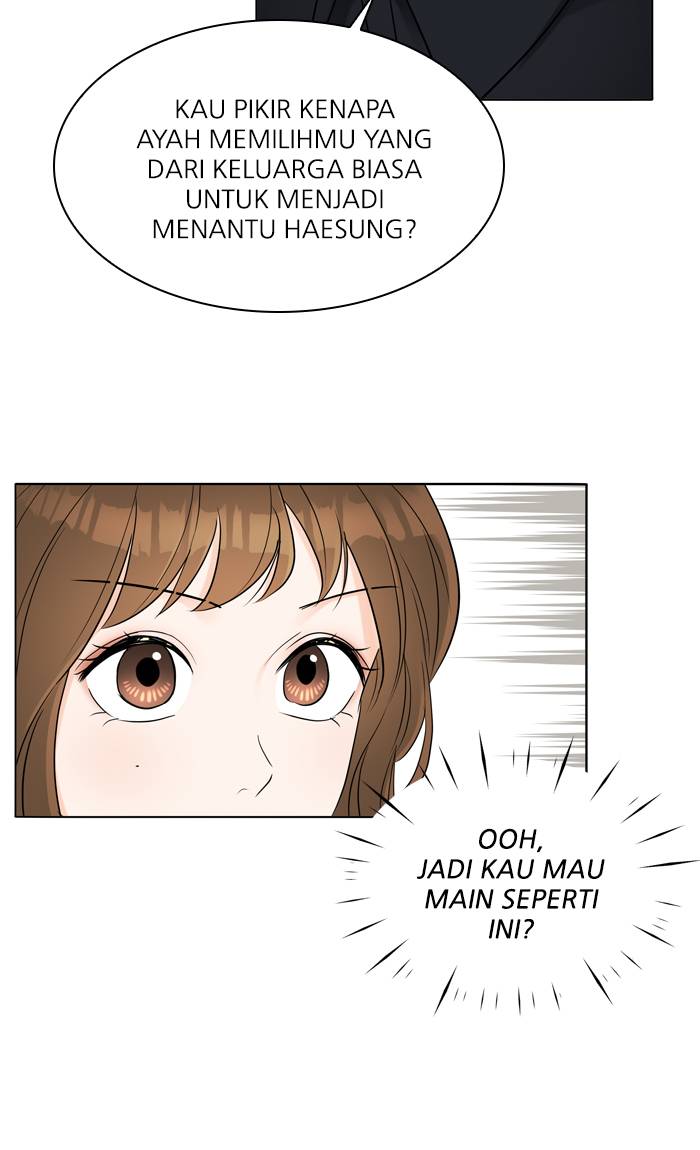 KAU PIKIR KENAPA
AYAH MEMILIHMU YANG
DARI KELUARGA BIASA
UNTUK MENJADI
MENANTU HAESUNG?
OOH,
JADI KAU MAU
MAIN SEPERTI
INI?